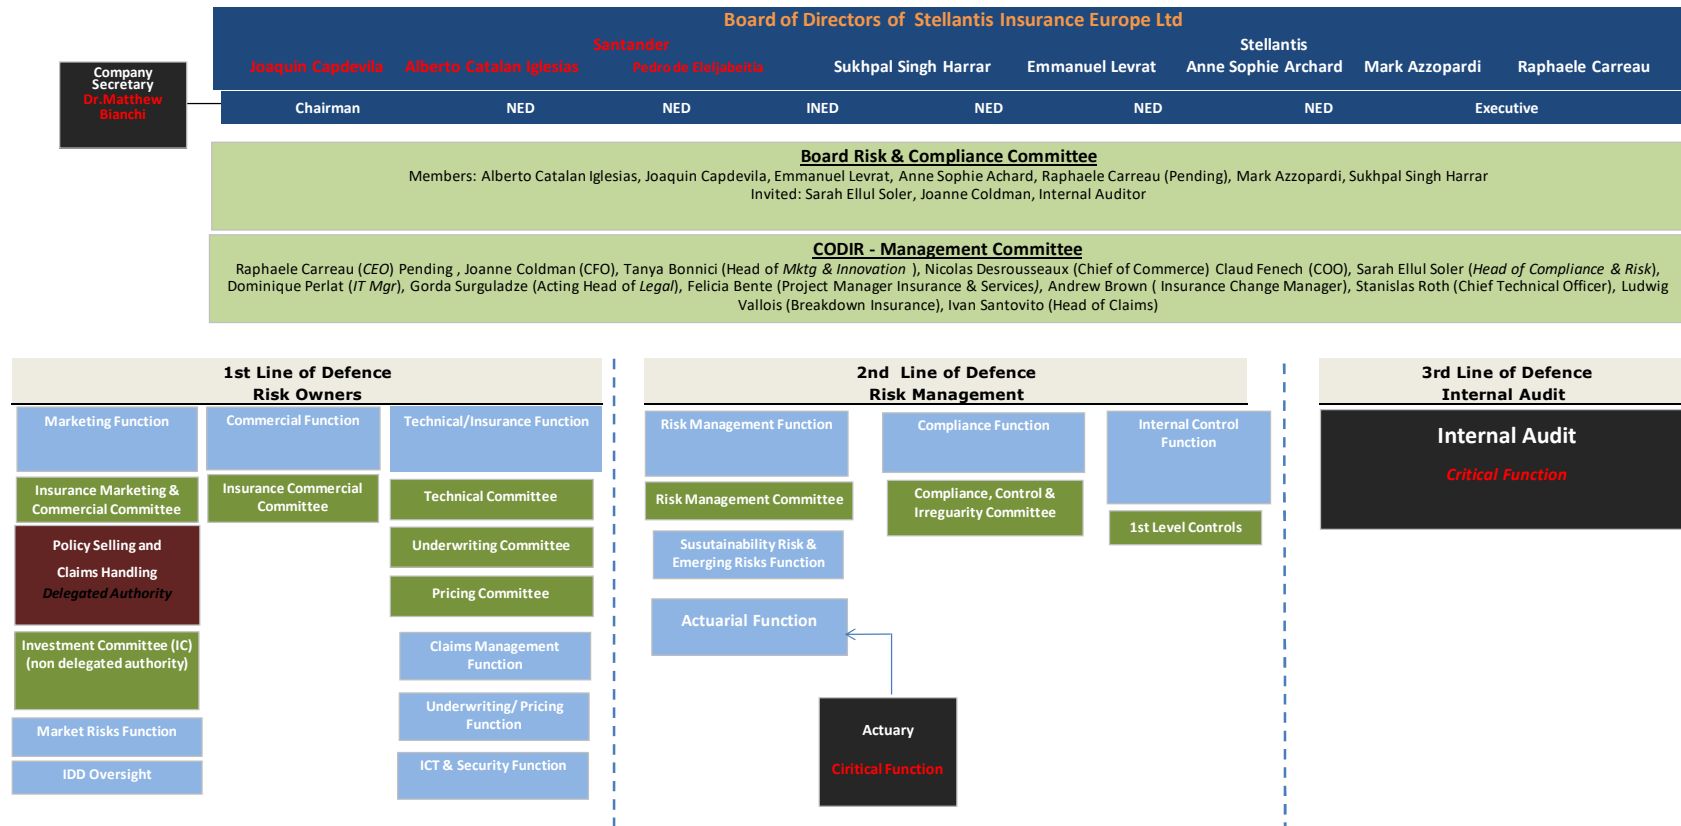 Board of Directors of Stellantis Insurance Europe Ltd
Santander
Stellantis
Joaquin Capdevila
Alberto Catalan Iglesias
Pedro de Elejabeitia
Sukhpal Singh Harrar
Emmanuel Levrat
Anne Sophie Archard
Mark Azzopardi
Raphaele Carreau
Company
Secretary
Dr.Matthew
Bianchi
Chairman
NED
NED
INED
NED
NED
NED
Executive
Board Risk & Compliance Committee
Members: Alberto Catalan Iglesias, Joaquin Capdevila, Emmanuel Levrat, Anne Sophie Achard, Raphaele Carreau (Pending), Mark Azzopardi, Sukhpal Singh Harrar
Invited: Sarah Ellul Soler, Joanne Coldman, Internal Auditor
CODIR - Management Committee
Raphaele Carreau (CEO) Pending , Joanne Coldman (CFO), Tanya Bonnici (Head of Mktg & Innovation ), Nicolas Desrousseaux (Chief of Commerce) Claud Fenech (COO), Sarah Ellul Soler (Head of Compliance & Risk),
Dominique Perlat (IT Mgr), Gorda Surguladze (Acting Head of Legal), Felicia Bente (Project Manager Insurance & Services), Andrew Brown ( Insurance Change Manager), Stanislas Roth (Chief Technical Officer), Ludwig
Vallois (Breakdown Insurance), Ivan Santovito (Head of Claims)
1st Line of Defence
Risk Owners
Marketing Function
Commercial Function
Technical/Insurance Function
Insurance Marketing &
Commercial Committee
Insurance Commercial
Committee
Technical Committee
Policy Selling and
Claims Handling
Delegated Authority
Underwriting Committee
Pricing Committee
Investment Committee (IC)
(non delegated authority)
Claims Management
Function
Market Risks Function
Underwriting/ Pricing
Function
IDD Oversight
ICT & Security Function
2nd Line of Defence
Risk Management
Risk Management Function
Compliance Function
Internal Control
Function
Risk Management Committee
Compliance, Control &
Irreguarity Committee
1st Level Controls
Susutainability Risk &
Emerging Risks Function
Actuarial Function
Actuary
Ciritical Function
3rd Line of Defence
Internal Audit
Internal Audit
Critical Function